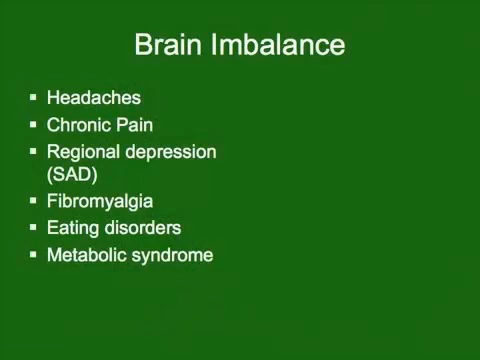 Brain Imbalance
▪ Headaches
▪ Chronic Pain
▪ Regional depression
(SAD)
▪ Fibromyalgia
▪ Eating disorders
▪ Metabolic syndrome